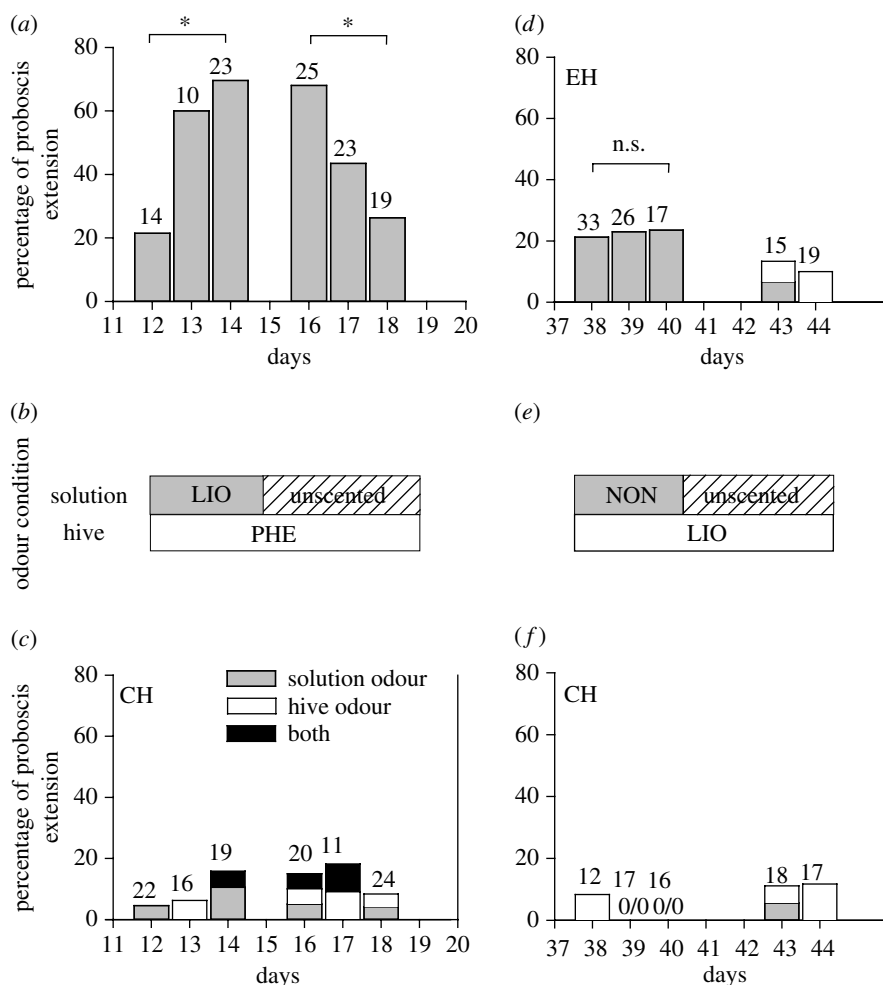 (a)
percentage of proboscis
extension
80
60
40
20
0
*
*
14
10
23
25
23
19
11 12 13 14 15 16 17 18 19 20
days
(d)
80
60
40
20
0
EH
n.s.
33 26 17
15 19
37 38 39 40 41 42 43 44
days
(b)
odour condition
solution LIO unscented
hive PHE
(e)
NON unscented
LIO
(c)
percentage of proboscis
extension
80
60
40
20
0
CH
solution odour
hive odour
both
22 16 19 20 11 24
11 12 13 14 15 16 17 18 19 20
days
(f)
80
60
40
20
0
CH
12 17 16 18 17
0/0 0/0
37 38 39 40 41 42 43 44
days